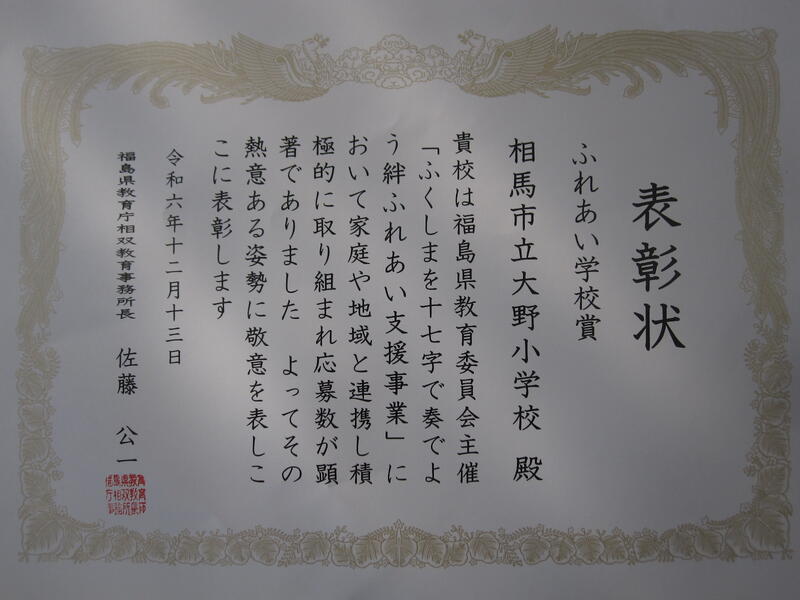 表彰状
ふれあい学校賞
相馬市立大野小学校 殿
貴校は福島県教育委員会主催
「ふくしまを十七字で奏でよ
う絆ふれあい支援事業」に
おいて家庭や地域と連携し積
極的に取り組まれ応募数が顕
著でありました よってその
熱意ある姿勢に敬意を表しこ
こに表彰します
令和六年十二月十三日
福島県教育庁相双教育事務所長 佐藤 公一